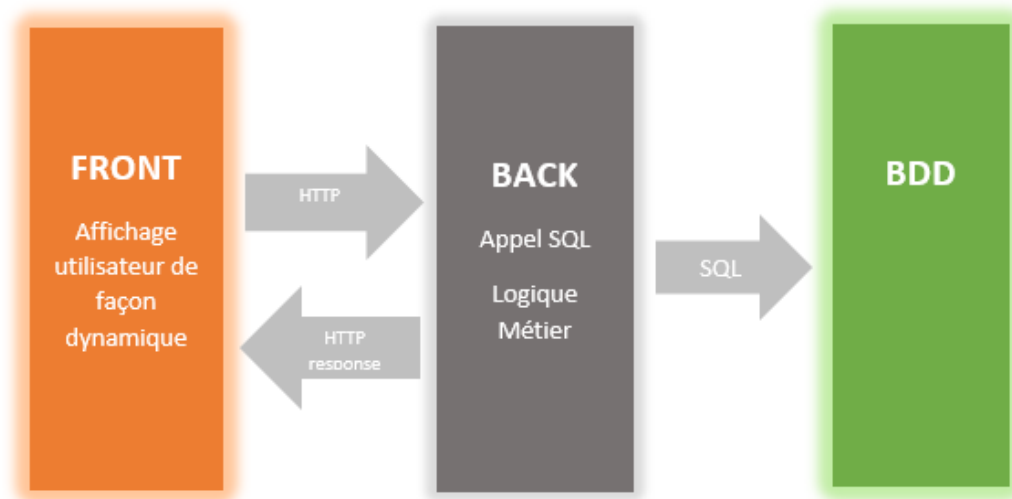 FRONT
Affichage
utilisateur de
façon
dynamique
HTTP
HTTP
response
BACK
Appel SQL
Logique
Métier
SQL
BDD